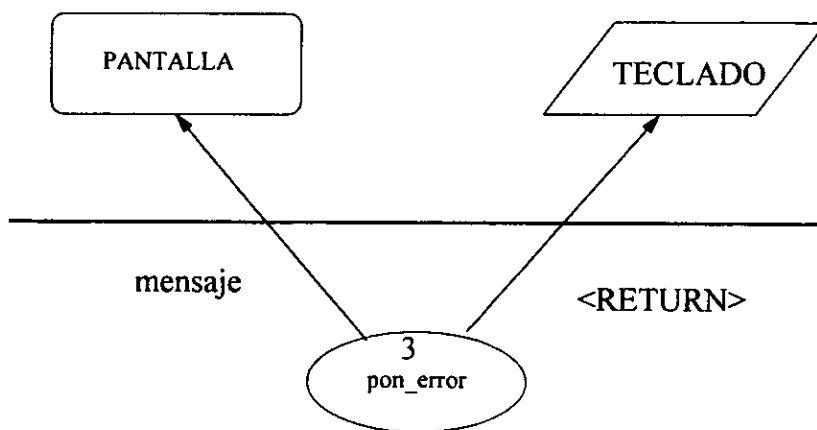 PANTALLA
TECLADO
mensaje
<RETURN>
3
pon_error